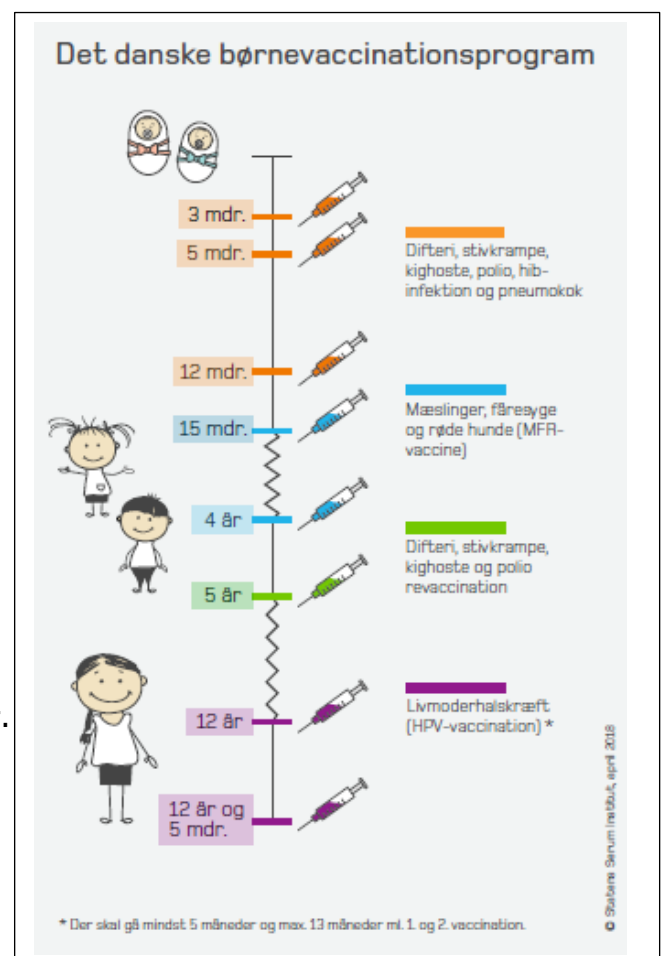 Det danske børnevaccinationsprogram
3 mdr.
5 mdr.
Difteri, stivkrampe,
kighoste, polio, hib-
infektion og pneumokok
12 mdr.
15 mdr.
Mæslinger, fåresyge
og røde hunde (MFR-
vaccine)
4 år
Difteri, stivkrampe,
kighoste og polio
revaccination
5 år
12 år
Livmoderhalskræft
(HPV-vaccination) *
.
12 år og
5 mdr.
* Der skal gå mindst 5 måneder og max. 13 måneder ml. 1. og 2. vaccination.
© Statens Serum Institut, april 2018